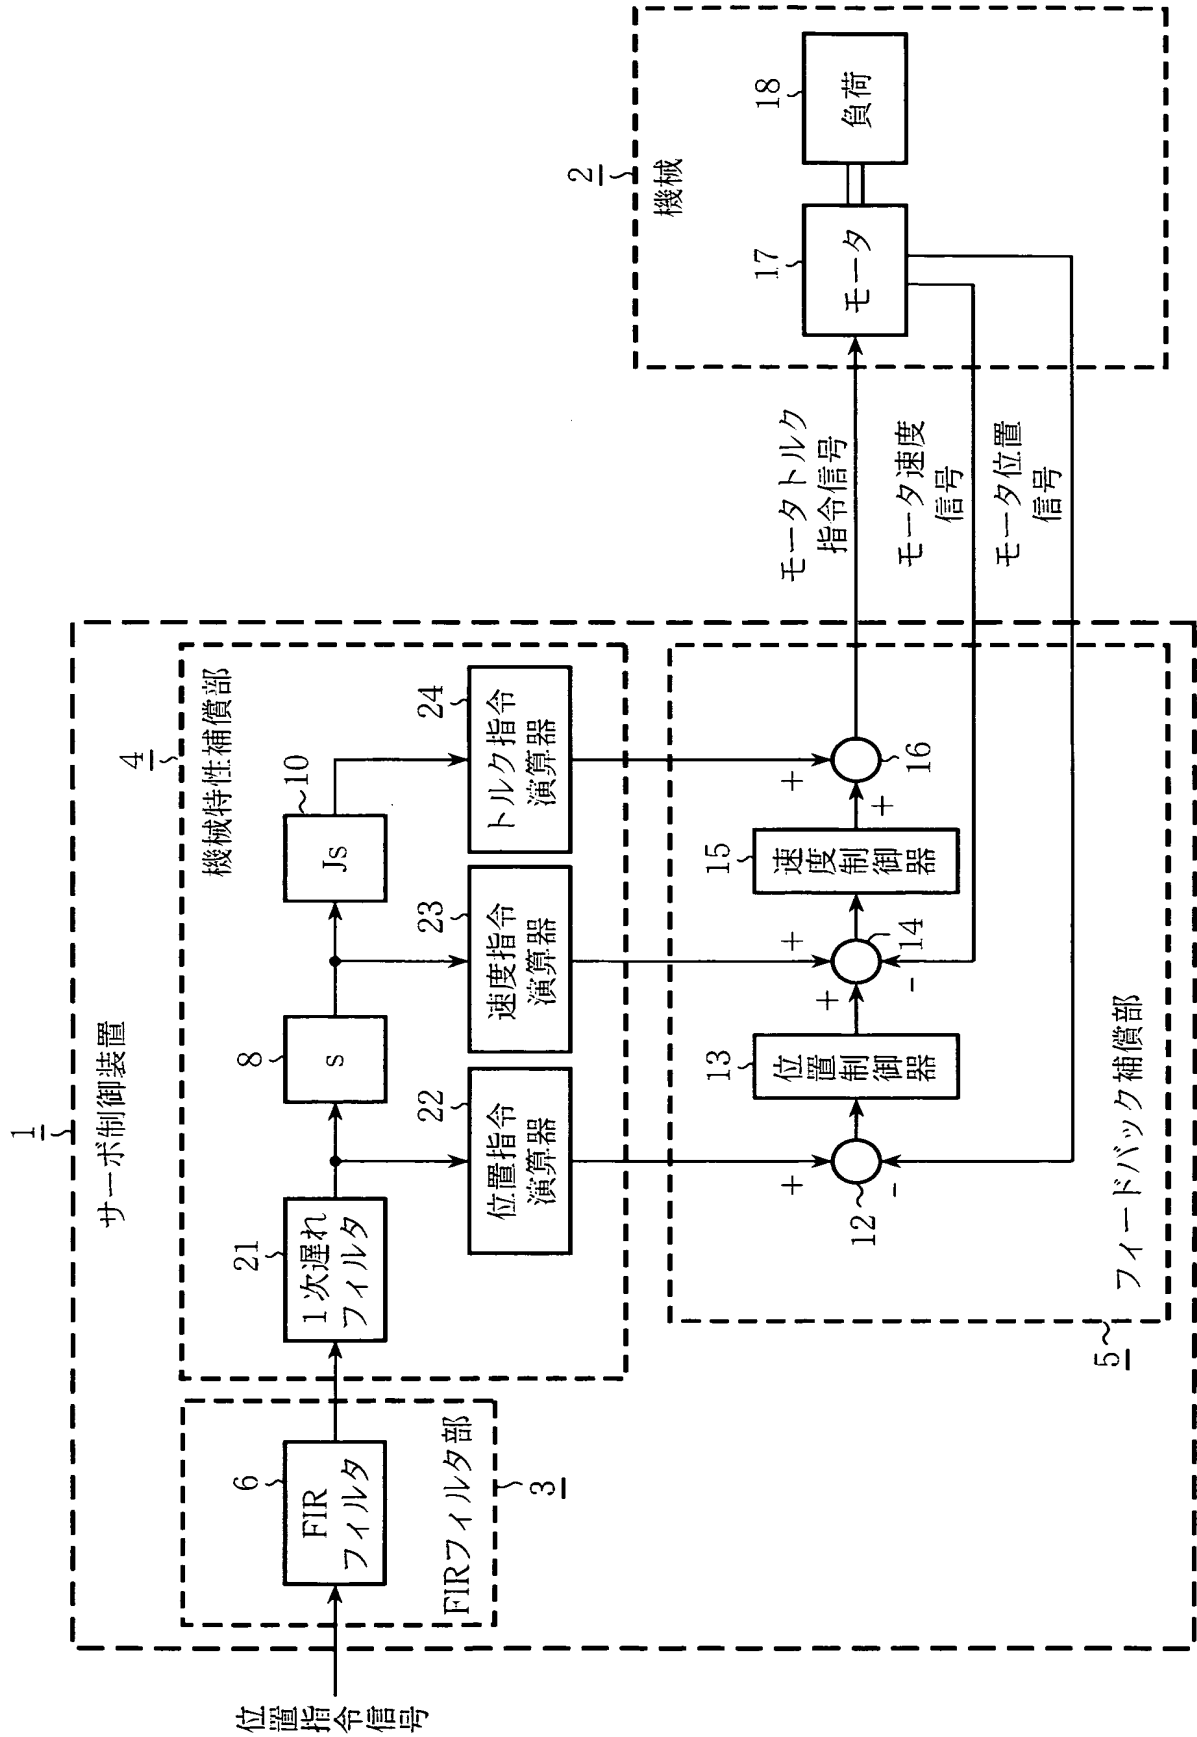 1
サーボ制御装置
4
機械特性補償部
位置指令信号
6
FIR
フィルタ
FIRフィルタ部
3
21
1次遅れ
フィルタ
8
s
10
Js
22
位置指令
演算器
23
速度指令
演算器
24
トルク指令
演算器
+
12
-
13
位置制御器
+
+
14
-
15
速度制御器
+
+
16
フィードバック補償部
5
モータトルク
指令信号
モータ速度
信号
モータ位置
信号
2
機械
17
モータ
18
負荷